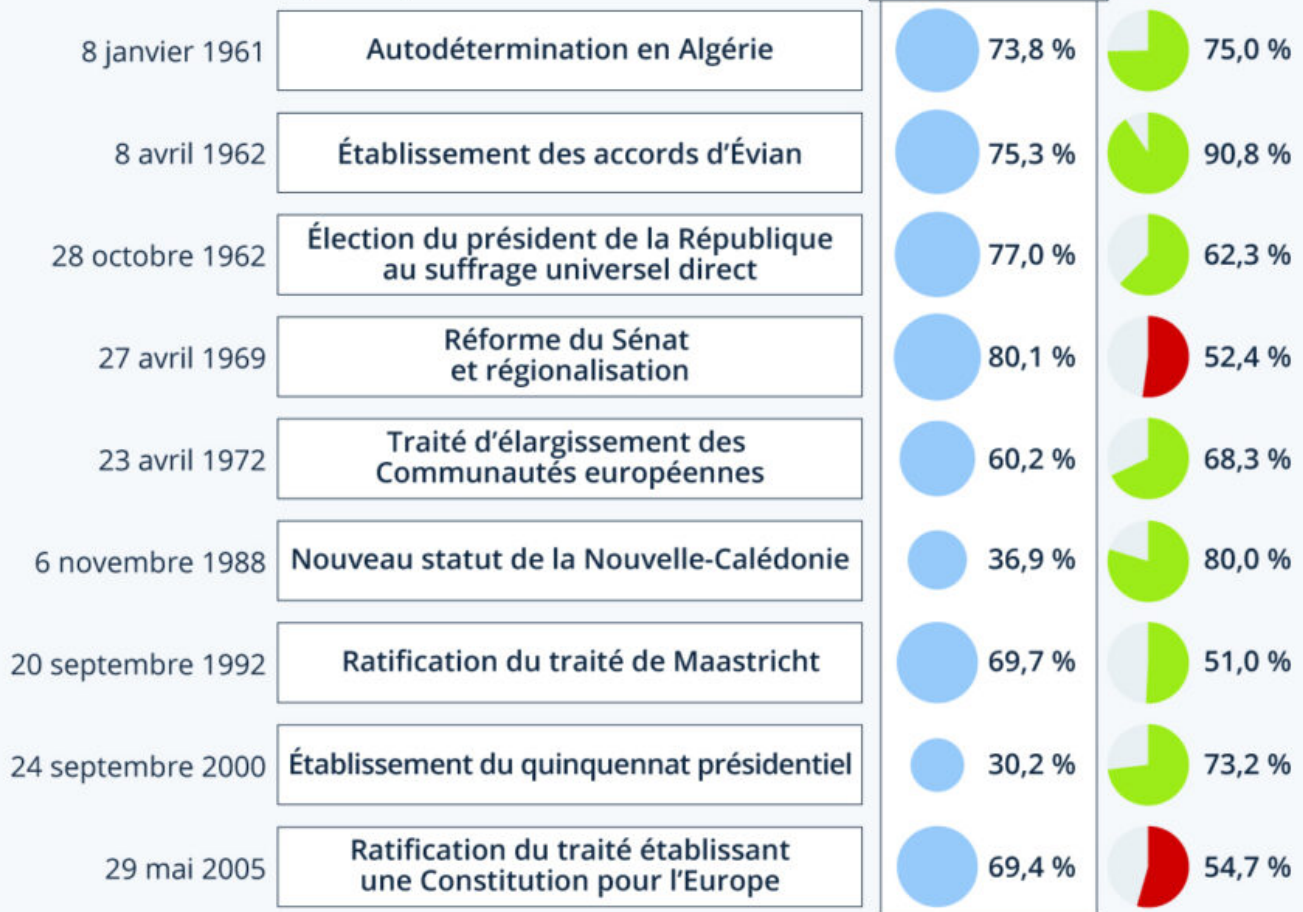 8 janvier 1961 Autodétermination en Algérie 73,8 % 75,0 %
8 avril 1962 Établissement des accords d’Évian 75,3 % 90,8 %
28 octobre 1962 Élection du président de la République
au suffrage universel direct 77,0 % 62,3 %
27 avril 1969 Réforme du Sénat
et régionalisation 80,1 % 52,4 %
23 avril 1972 Traité d’élargissement des
Communautés européennes 60,2 % 68,3 %
6 novembre 1988 Nouveau statut de la Nouvelle-Calédonie 36,9 % 80,0 %
20 septembre 1992 Ratification du traité de Maastricht 69,7 % 51,0 %
24 septembre 2000 Établissement du quinquennat présidentiel 30,2 % 73,2 %
29 mai 2005 Ratification du traité établissant
une Constitution pour l'Europe 69,4 % 54,7 %